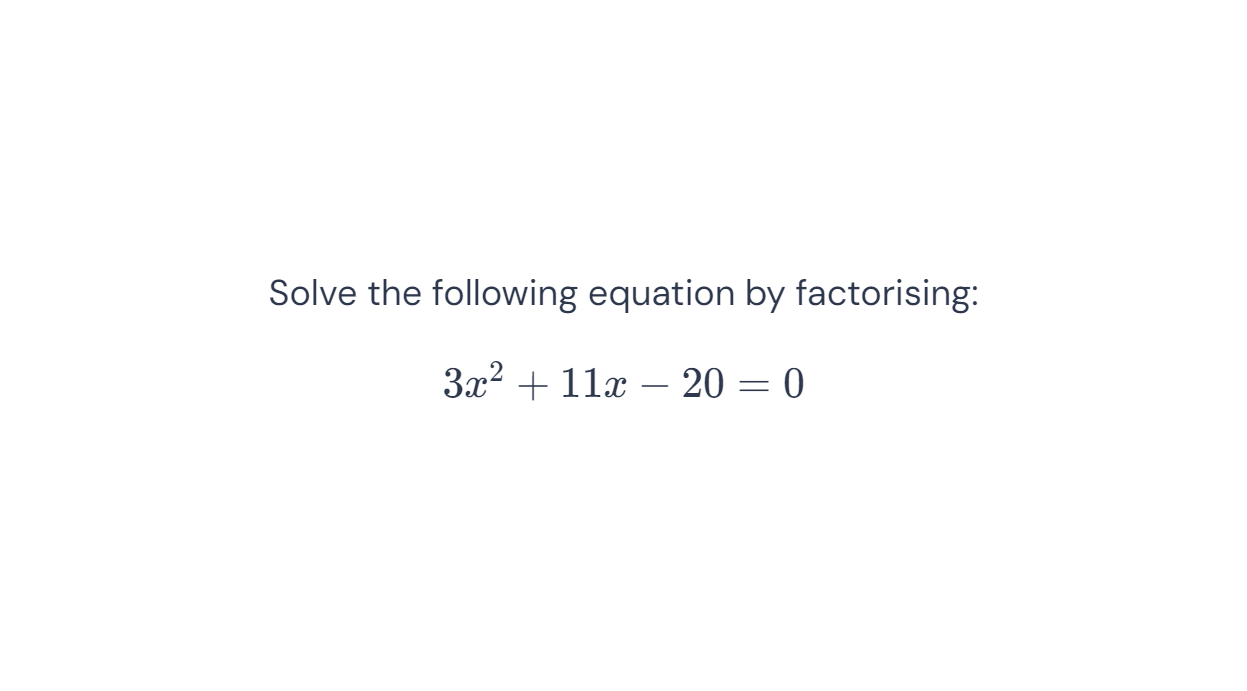 Solve the following equation by factorising:
3x² + 11x − 20 = 0